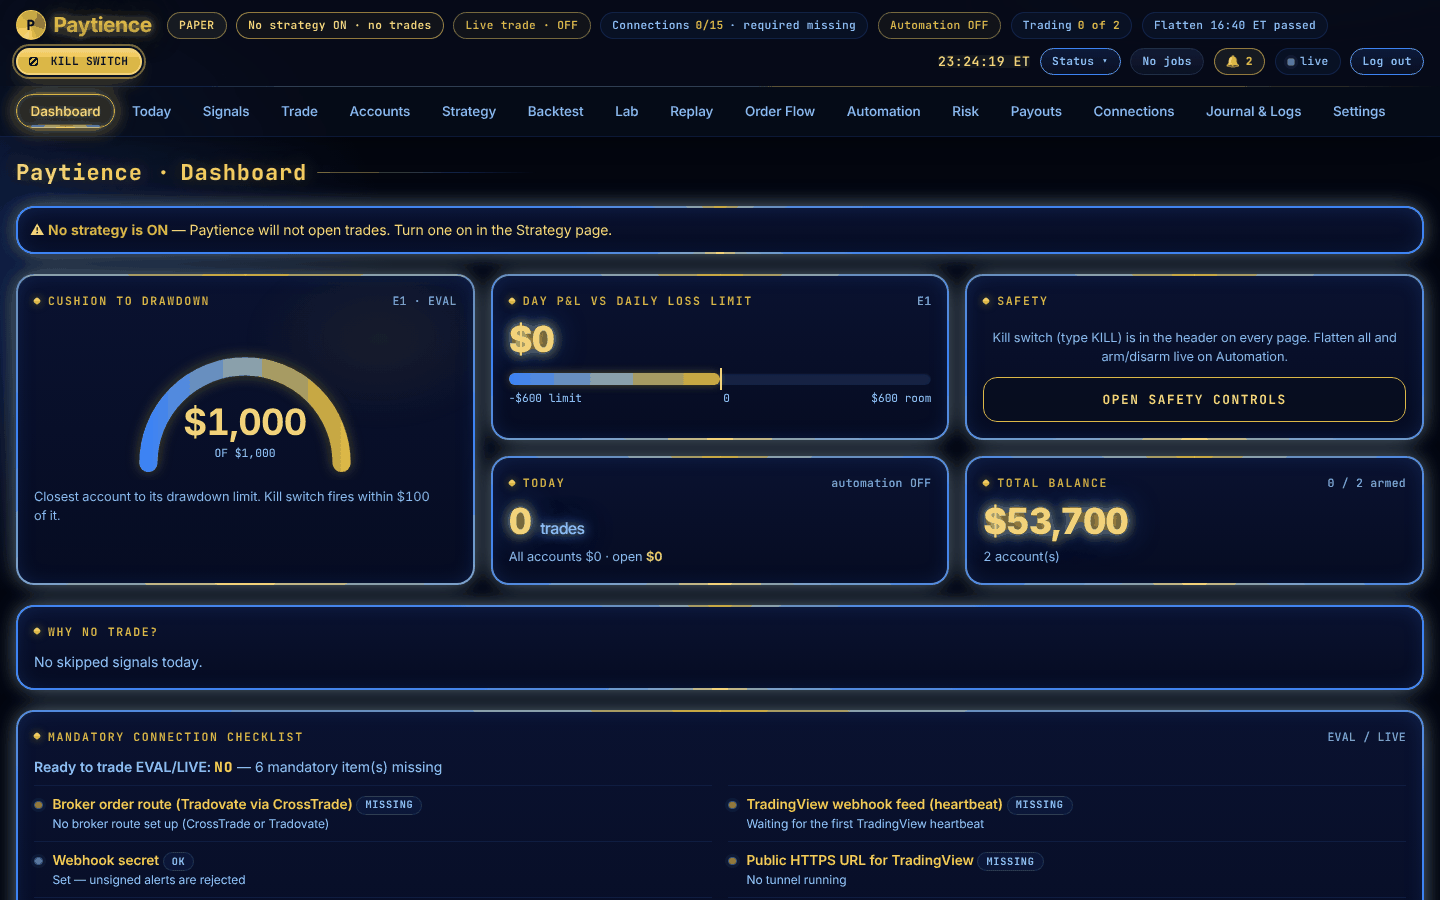 P Paytience PAPER No strategy ON · no trades Live trade · OFF Connections 0/15 · required missing Automation OFF Trading 0 of 2 Flatten 16:40 ET passed
KILL SWITCH 23:24:19 ET Status No jobs 🔔 2 live Log out
Dashboard Today Signals Trade Accounts Strategy Backtest Lab Replay Order Flow Automation Risk Payouts Connections Journal & Logs Settings
Paytience · Dashboard
⚠ No strategy is ON — Paytience will not open trades. Turn one on in the Strategy page.
CUSHION TO DRAWDOWN E1 · EVAL
$1,000
OF $1,000
Closest account to its drawdown limit. Kill switch fires within $100
of it.
DAY P&L VS DAILY LOSS LIMIT E1
$0
-$600 limit 0 $600 room
SAFETY
Kill switch (type KILL) is in the header on every page. Flatten all and
arm/disarm live on Automation.
OPEN SAFETY CONTROLS
TODAY automation OFF
0 trades
All accounts $0 · open $0
TOTAL BALANCE 0 / 2 armed
$53,700
2 account(s)
WHY NO TRADE?
No skipped signals today.
MANDATORY CONNECTION CHECKLIST EVAL / LIVE
Ready to trade EVAL/LIVE: NO — 6 mandatory item(s) missing
Broker order route (Tradovate via CrossTrade) MISSING
No broker route set up (CrossTrade or Tradovate)
TradingView webhook feed (heartbeat) MISSING
Waiting for the first TradingView heartbeat
Webhook secret OK
Set — unsigned alerts are rejected
Public HTTPS URL for TradingView MISSING
No tunnel running